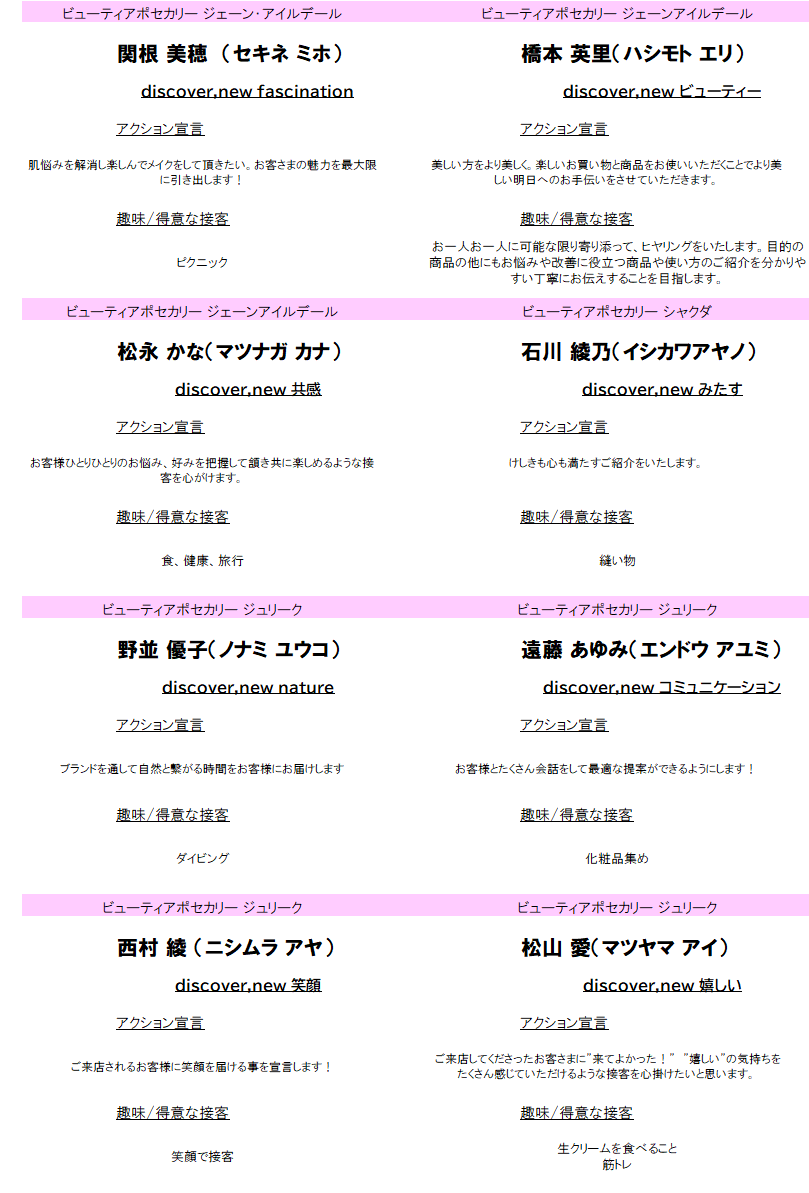 ビューティアポセカリー ジェーン・アイルデール
関根 美穂 （セキネ ミホ）
discover,new fascination
アクション宣言
肌悩みを解消し楽しんでメイクをして頂きたい。お客さまの魅力を最大限
に引き出します！
趣味/得意な接客
ピクニック
ビューティアポセカリー ジェーンアイルデール
橋本 英里（ハシモト エリ）
discover,new ビューティー
アクション宣言
美しい方をより美しく。楽しいお買い物と商品をお使いいただくことでより美
しい明日へのお手伝いをさせていただきます。
趣味/得意な接客
お一人お一人に可能な限り寄り添って、ヒヤリングをいたします。目的の
商品の他にもお悩みや改善に役立つ商品や使い方のご紹介を分かりや
すい丁寧にお伝えすることを目指します。
ビューティアポセカリー ジェーンアイルデール
松永 かな（マツナガ カナ）
discover,new 共感
アクション宣言
お客様ひとりひとりのお悩み、好みを把握して頷き共に楽しめるような接
客を心がけます。
趣味/得意な接客
食、健康、旅行
ビューティアポセカリー シャクダ
石川 綾乃（イシカワアヤノ）
discover,new みたす
アクション宣言
けしきも心も満たすご紹介をいたします。
趣味/得意な接客
縫い物
ビューティアポセカリー ジュリーク
野並 優子（ノナミ ユウコ）
discover,new nature
アクション宣言
ブランドを通して自然と繋がる時間をお客様にお届けします
趣味/得意な接客
ダイビング
ビューティアポセカリー ジュリーク
遠藤 あゆみ（エンドウ アユミ）
discover,new コミュニケーション
アクション宣言
お客様とたくさん会話をして最適な提案ができるようにします！
趣味/得意な接客
化粧品集め
ビューティアポセカリー ジュリーク
西村 綾（ニシムラ アヤ）
discover,new 笑顔
アクション宣言
ご来店されるお客様に笑顔を届ける事を宣言します！
趣味/得意な接客
笑顔で接客
ビューティアポセカリー ジュリーク
松山 愛（マツヤマ アイ）
discover,new 嬉しい
アクション宣言
ご来店してくださったお客さまに"来てよかった！" "嬉しい"の気持ちを
たくさん感じていただけるような接客を心掛けたいと思います。
趣味/得意な接客
生クリームを食べること
筋トレ